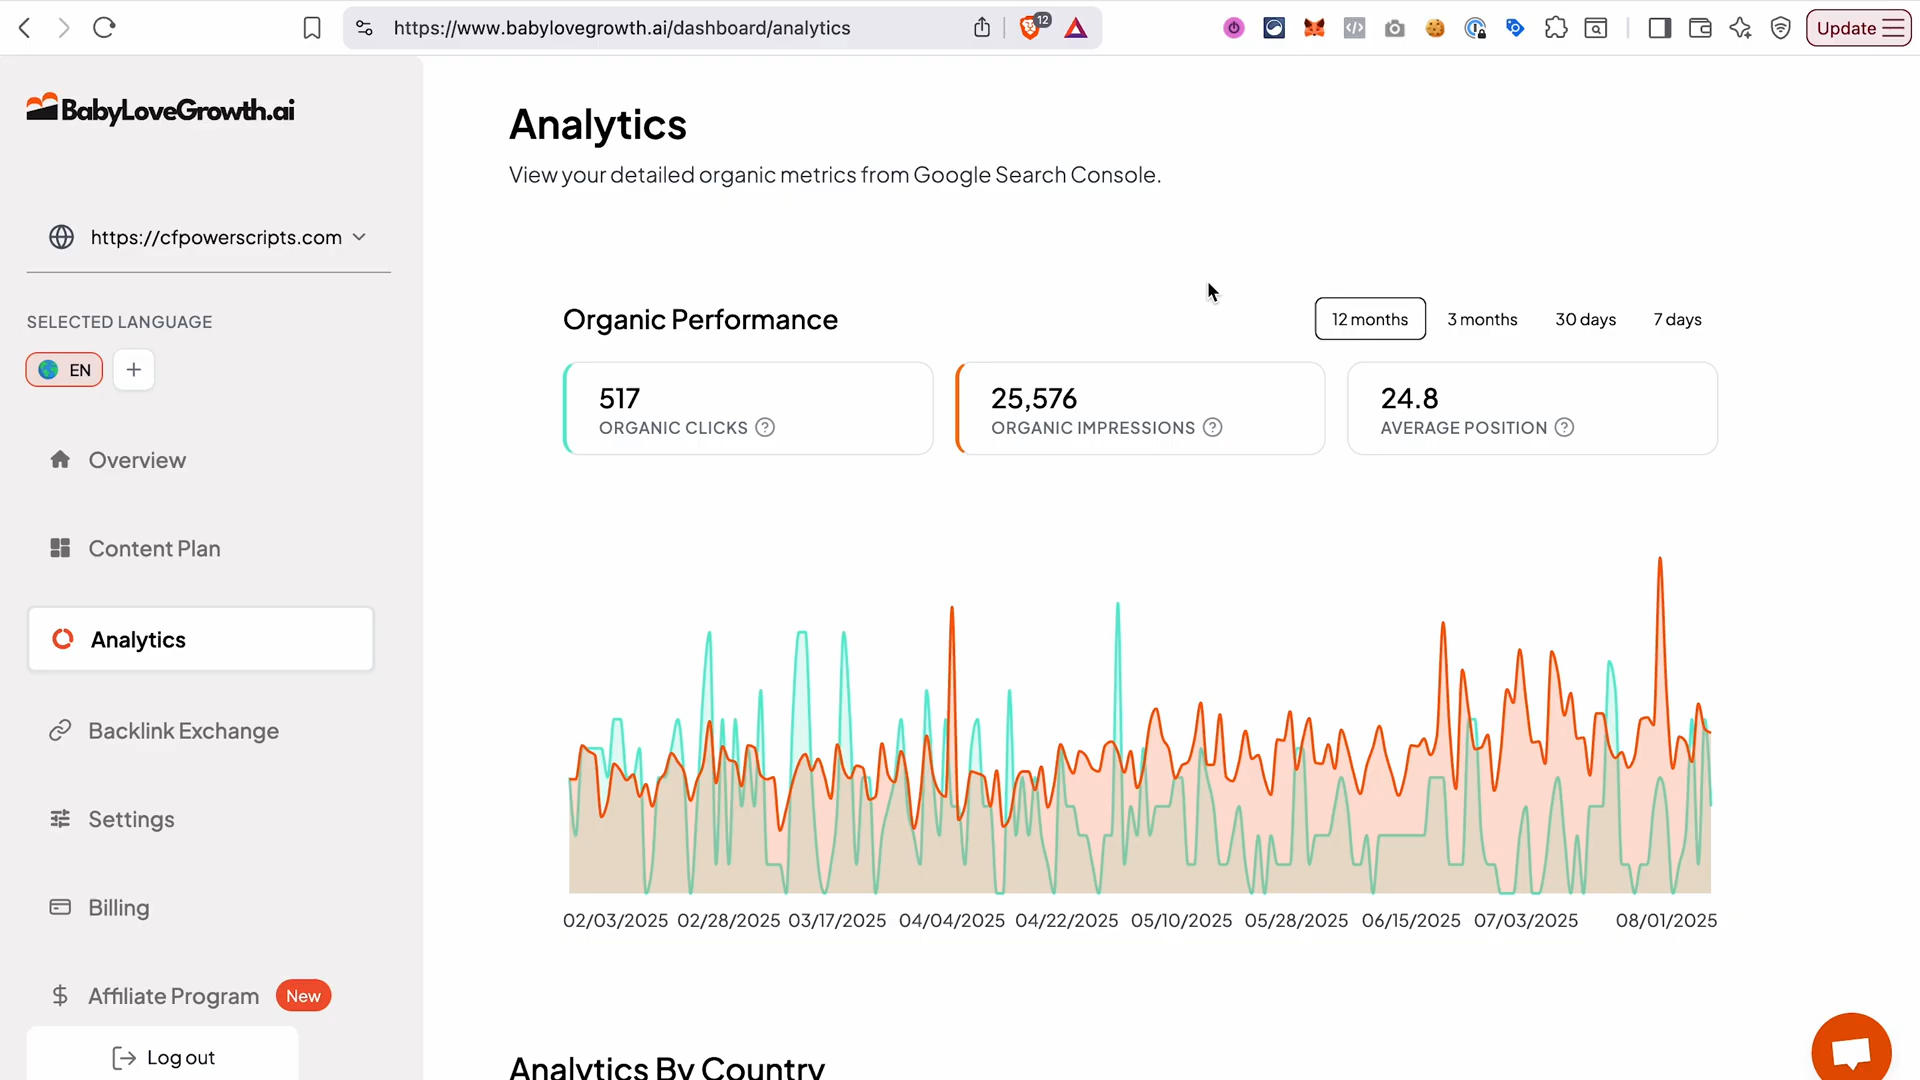 https://www.babylovegrowth.ai/dashboard/analytics
12
Update
BabyLoveGrowth.ai
https://cfpowerscripts.com
SELECTED LANGUAGE
EN
+
Overview
Content Plan
Analytics
Backlink Exchange
Settings
Billing
Affiliate Program New
Log out
Analytics
View your detailed organic metrics from Google Search Console.
Organic Performance
12 months 3 months 30 days 7 days
517
ORGANIC CLICKS ?
25,576
ORGANIC IMPRESSIONS ?
24.8
AVERAGE POSITION ?
02/03/2025 02/28/2025 03/17/2025 04/04/2025 04/22/2025 05/10/2025 05/28/2025 06/15/2025 07/03/2025 08/01/2025
Analytics By Country